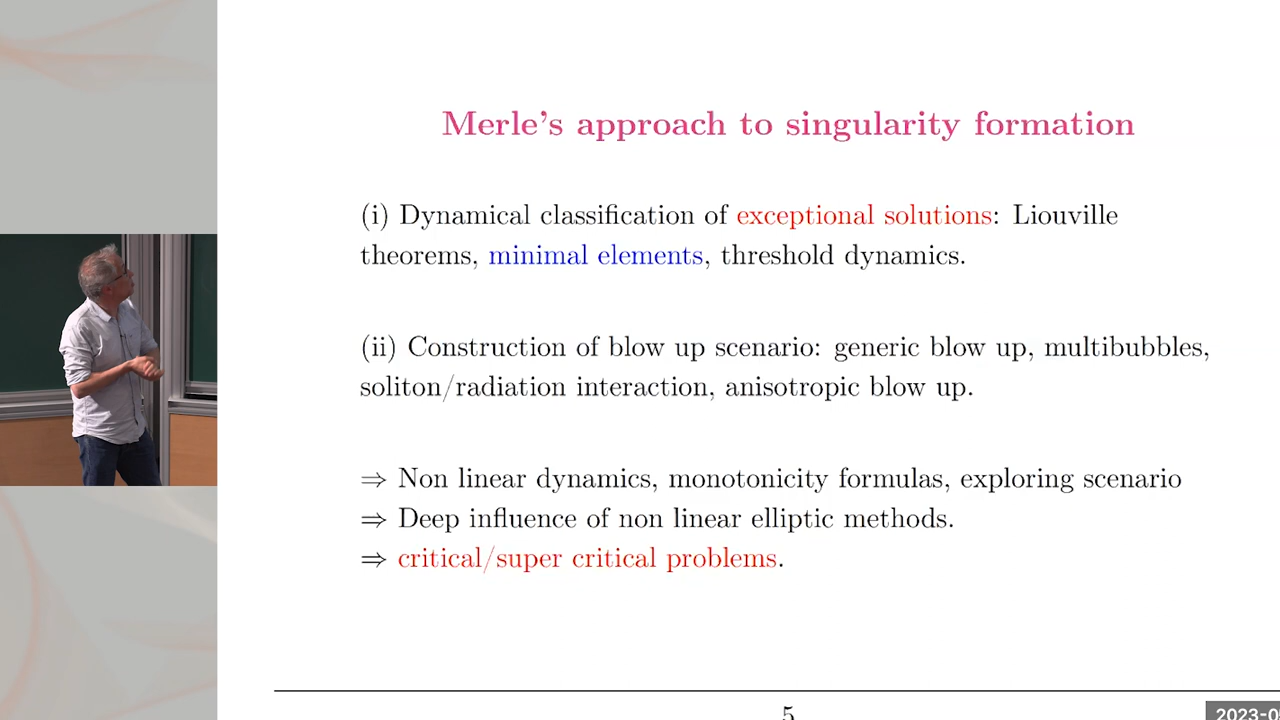 Merle's approach to singularity formation
(i) Dynamical classification of exceptional solutions: Liouville
theorems, minimal elements, threshold dynamics.
(ii) Construction of blow up scenario: generic blow up, multibubbles,
soliton/radiation interaction, anisotropic blow up.
⇒ Non linear dynamics, monotonicity formulas, exploring scenario
⇒ Deep influence of non linear elliptic methods.
⇒ critical/super critical problems.
5
2023-0